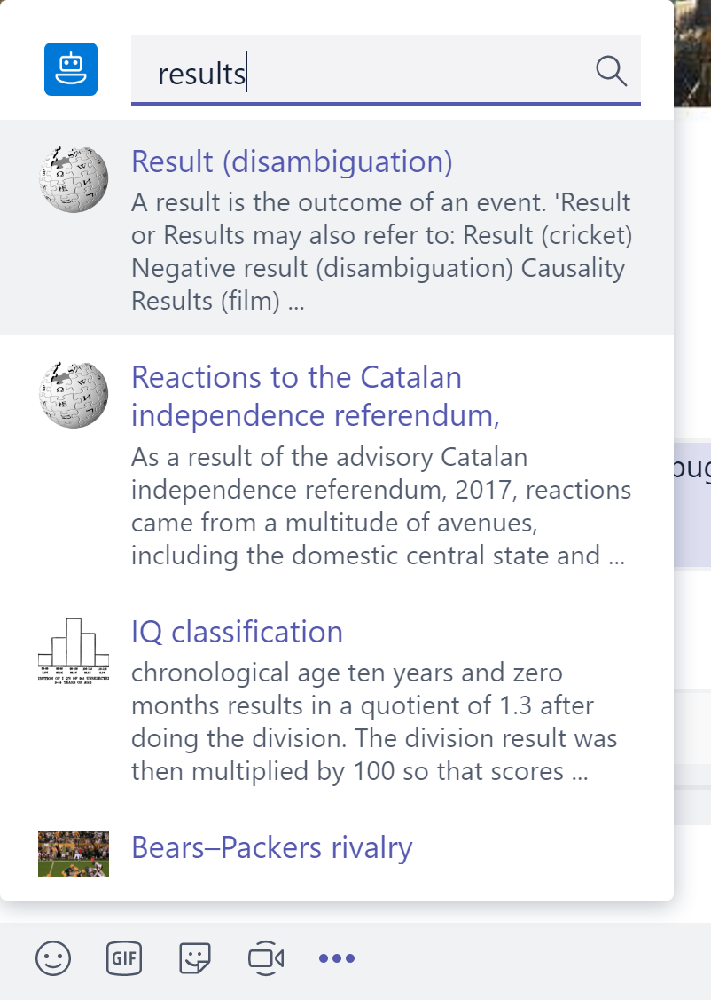 results
Result (disambiguation)
A result is the outcome of an event. 'Result
or Results may also refer to: Result (cricket)
Negative result (disambiguation) Causality
Results (film) ...
Reactions to the Catalan
independence referendum,
As a result of the advisory Catalan
independence referendum, 2017, reactions
came from a multitude of avenues,
including the domestic central state and ...
IQ classification
chronological age ten years and zero
months results in a quotient of 1.3 after
doing the division. The division result was
then multiplied by 100 so that scores ...
Bears–Packers rivalry
GIF